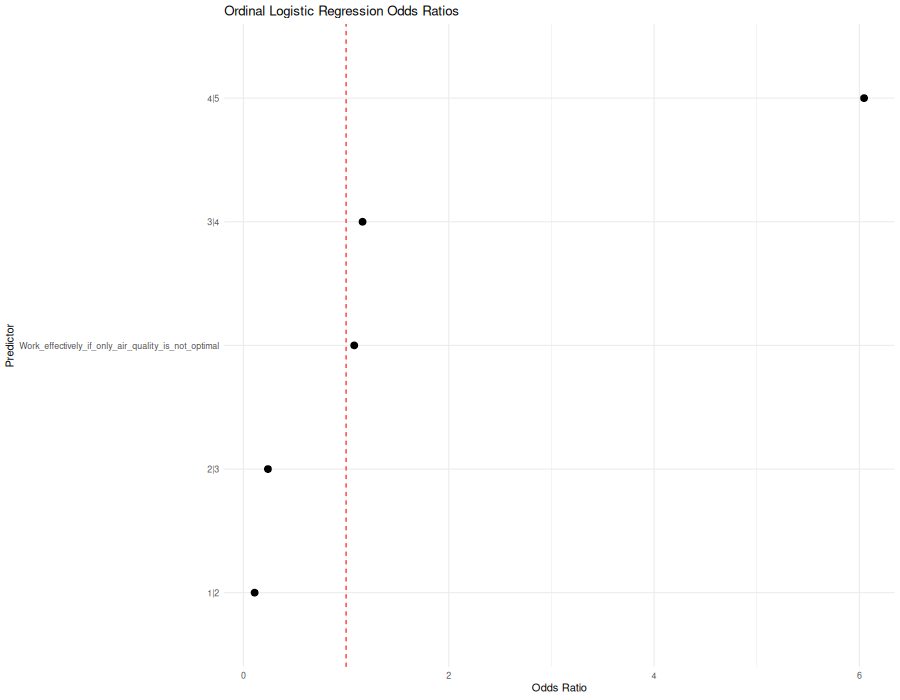 Ordinal Logistic Regression Odds Ratios
4|5
3|4
Work_effectively_if_only_air_quality_is_not_optimal
2|3
1|2
Predictor
0 2 4 6
Odds Ratio